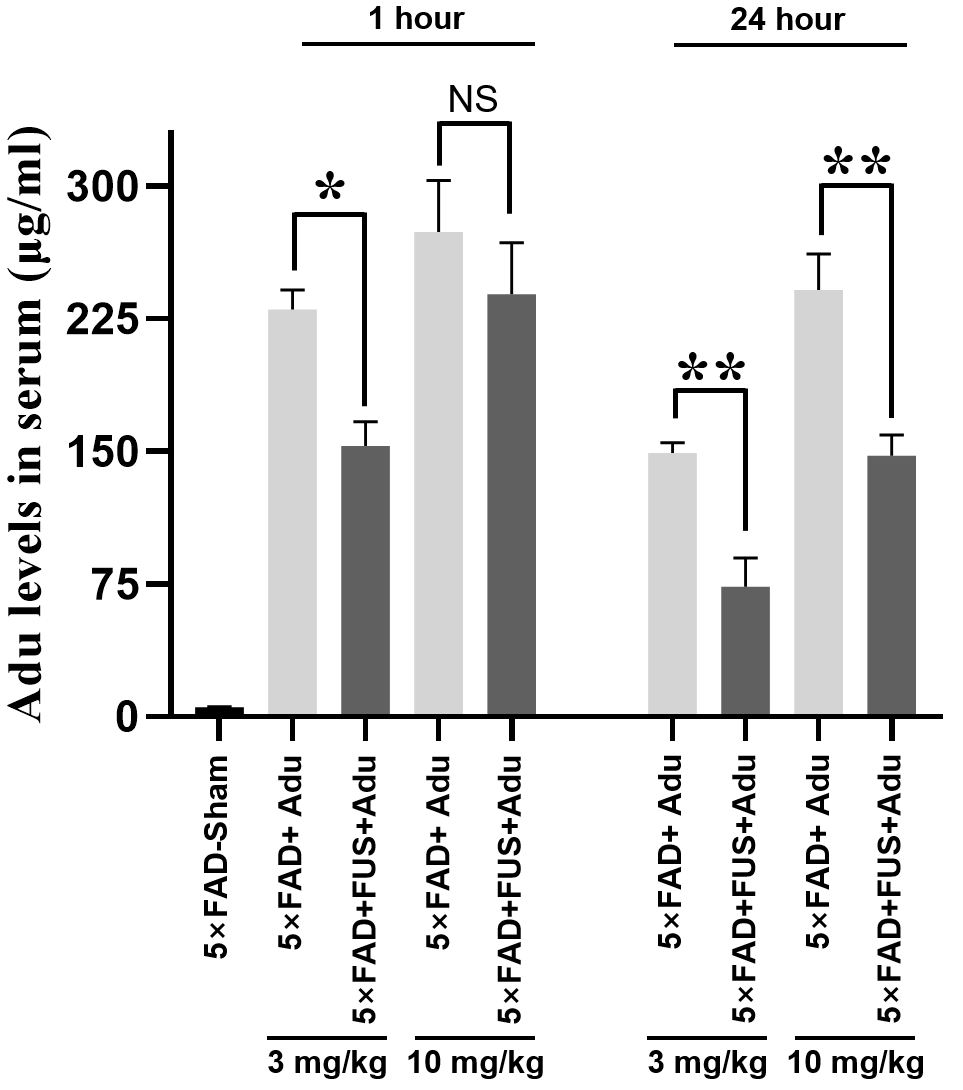 1 hour
24 hour
NS
*
**
**
**
Adu levels in serum (µg/ml)
300
225
150
75
0
5×FAD-Sham
5×FAD+ Adu
5×FAD+FUS+Adu
5×FAD+ Adu
5×FAD+FUS+Adu
5×FAD+ Adu
5×FAD+FUS+Adu
5×FAD+ Adu
5×FAD+FUS+Adu
3 mg/kg
10 mg/kg
3 mg/kg
10 mg/kg